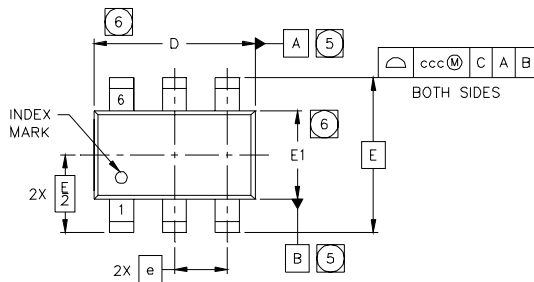 6
D
A 5
ccc Ⓜ C A B
BOTH SIDES
6
INDEX
MARK
6
E1
E
2X E/2
1
B 5
2X e